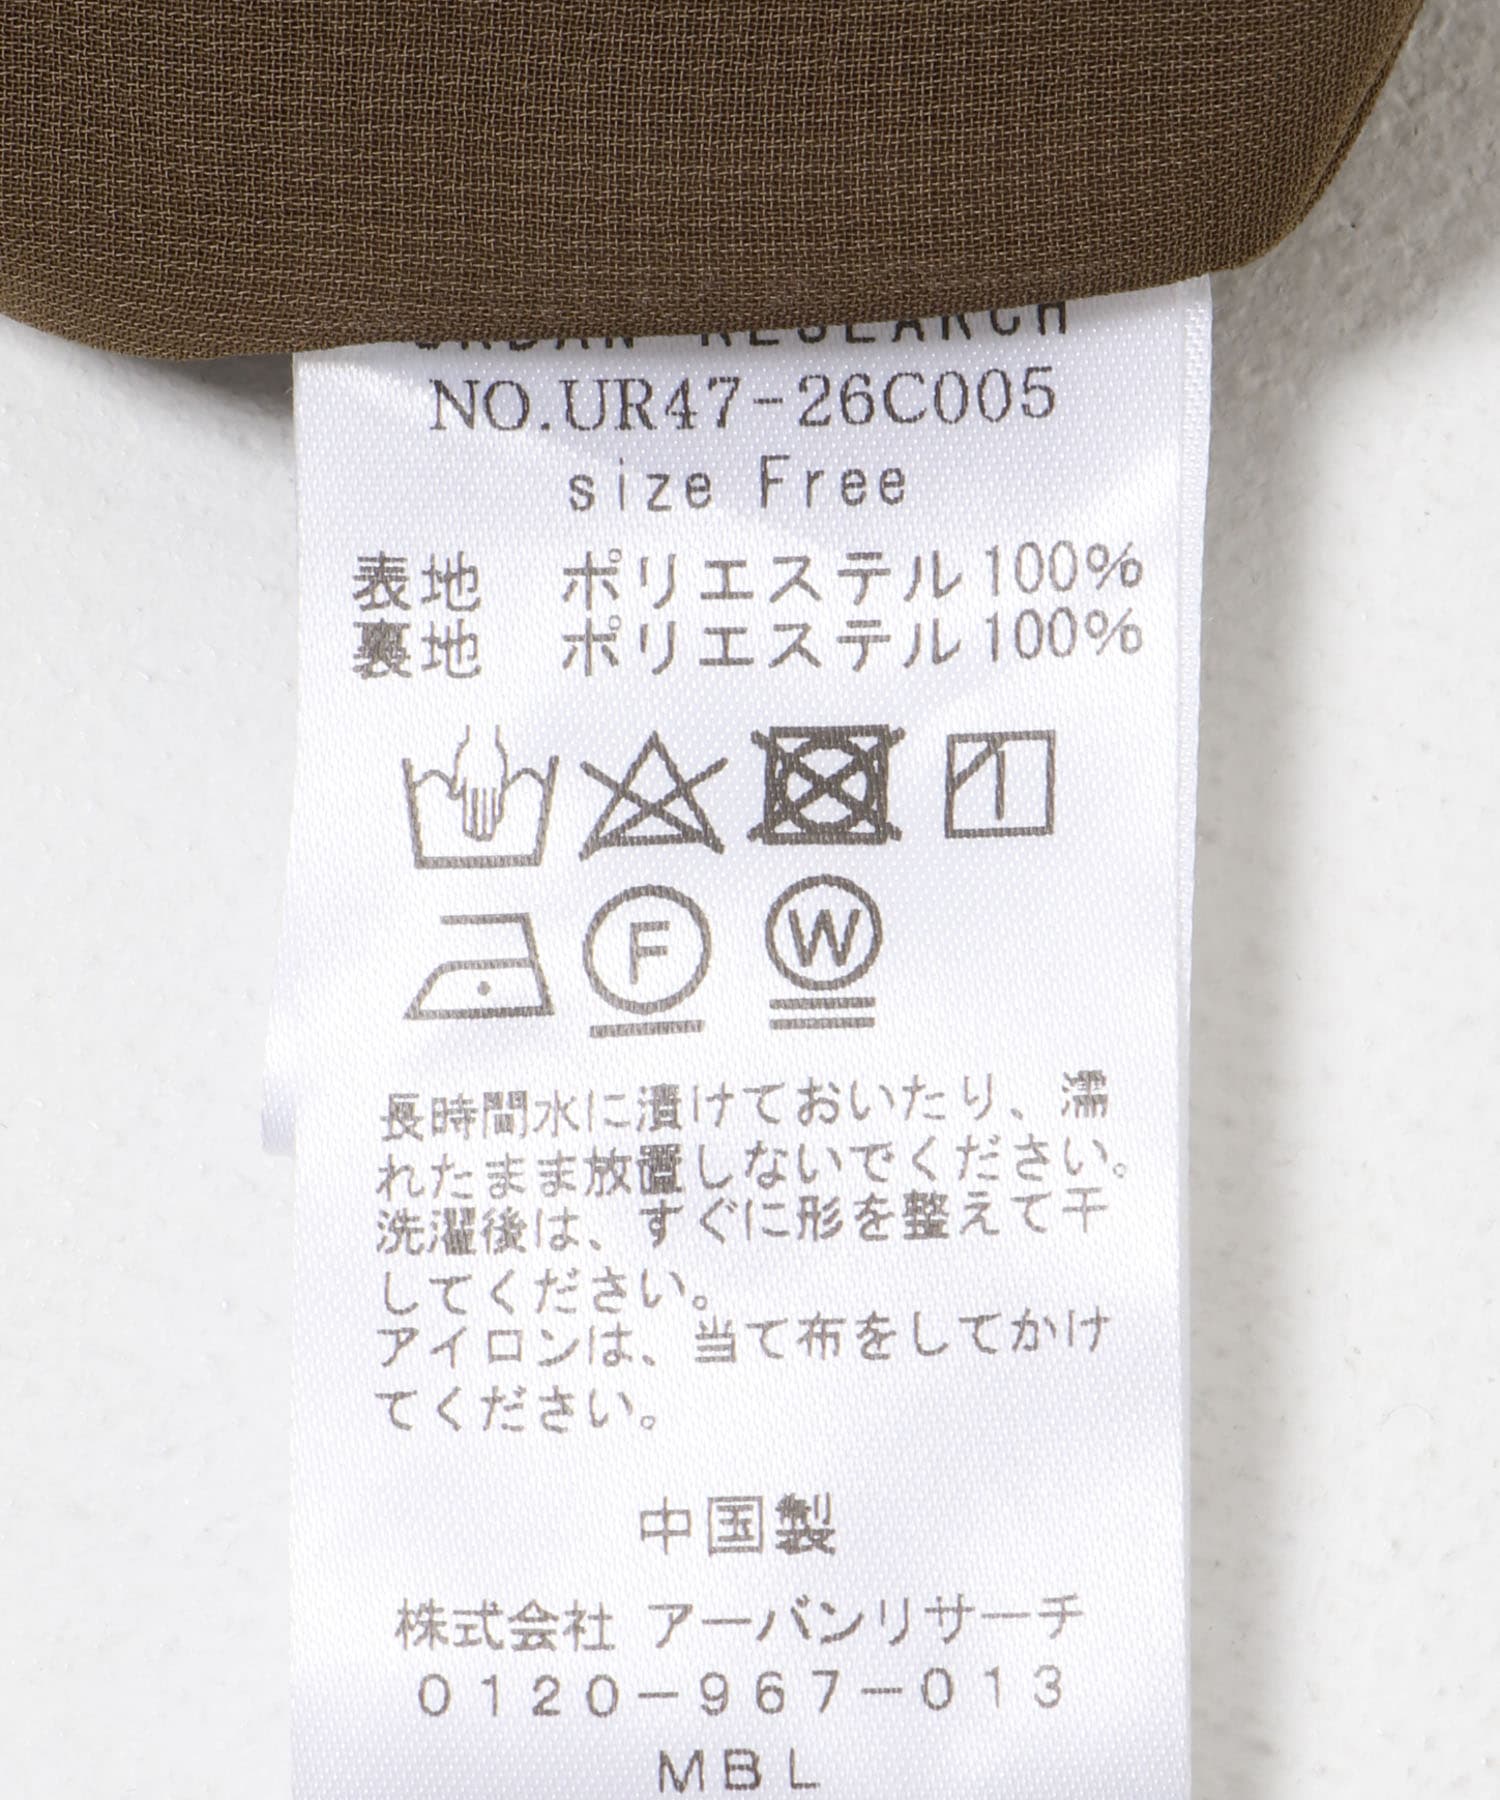 URBAN RESEARCH
NO.UR47-26C005
size Free
表地 ポリエステル100%
裏地 ポリエステル100%
F
W
長時間水に漬けておいたり、濡
れたまま放置しないでください。
洗濯後は、すぐに形を整えて干
してください。
アイロンは、当て布をしてかけ
てください。
中国製
株式会社 アーバンリサーチ
0120-967-013
MBL